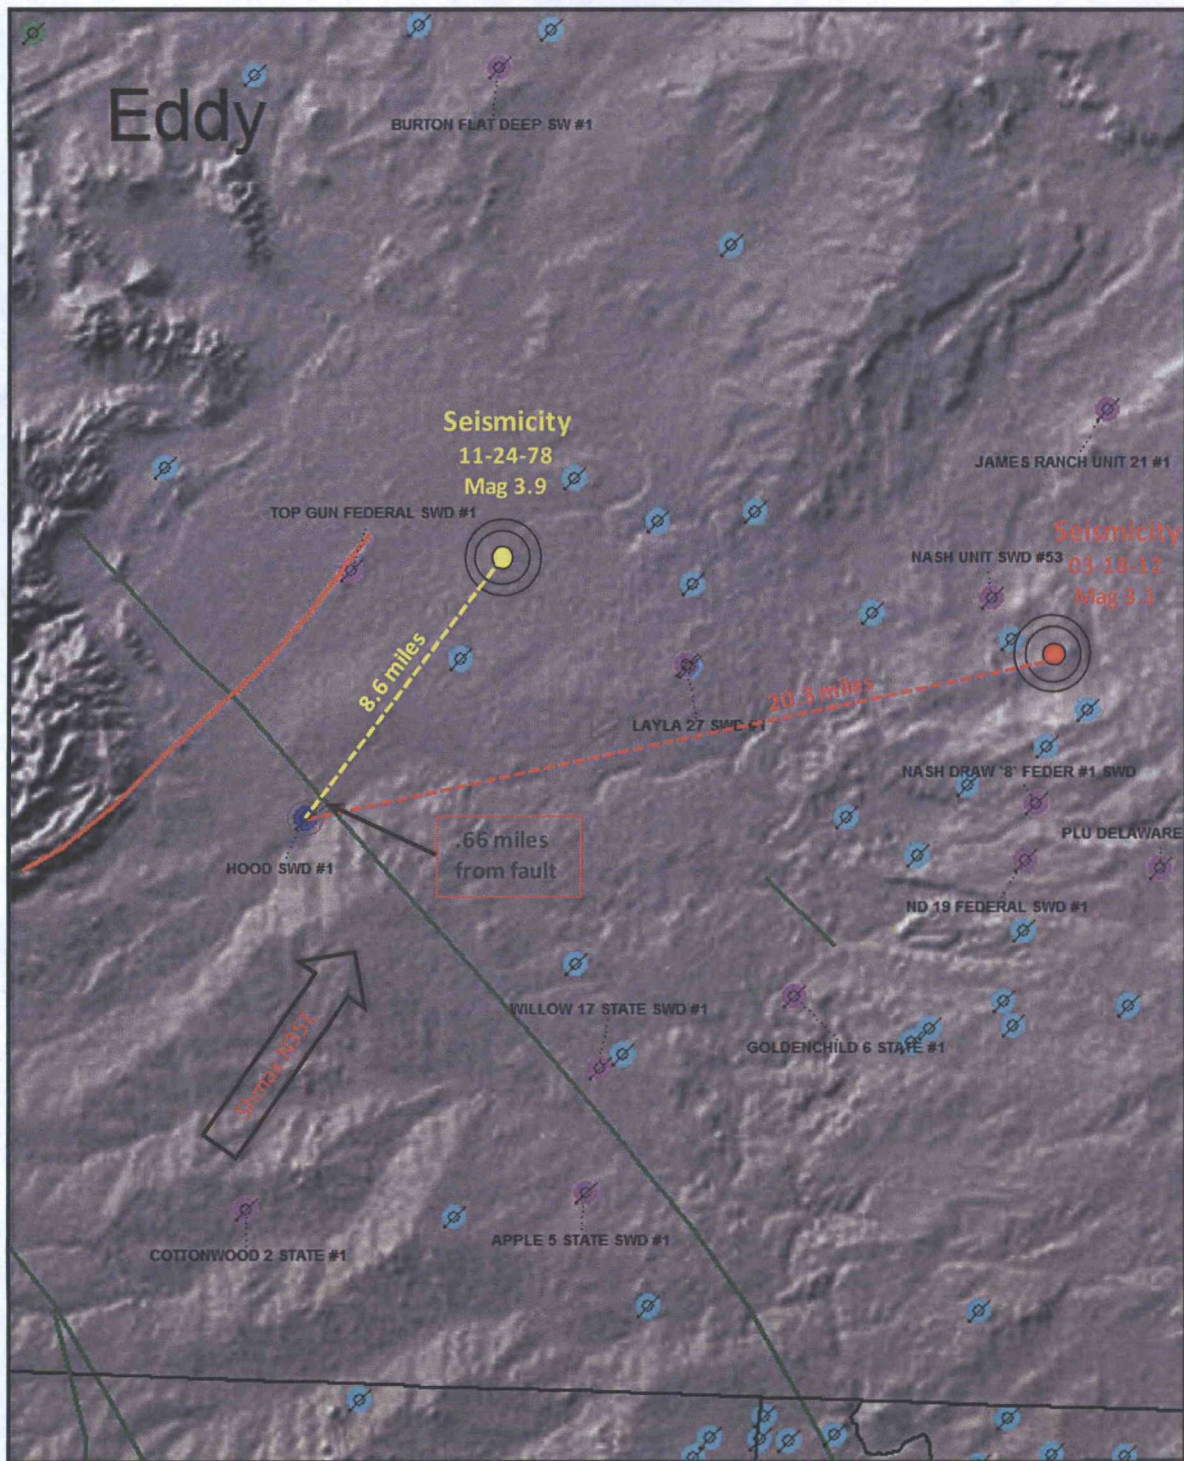 Eddy
BURTON FLAT DEEP SW #1
Seismicity
11-24-78
Mag 3.9
JAMES RANCH UNIT 21 #1
TOP GUN FEDERAL SWD #1
Seismicity
03-18-12
Mag 3.1
NASH UNIT SWD #53
8.6 miles
20.3 miles
LAYLA 27 SWD #1
NASH DRAW '8' FEDER #1 SWD
.66 miles
from fault
PLU DELAWARE
HOOD SWD #1
ND 19 FEDERAL SWD #1
WILLOW 17 STATE SWD #1
GOLDENCHILD 6 STATE #1
Shmax
COTTONWOOD 2 STATE #1
APPLE 5 STATE SWD #1